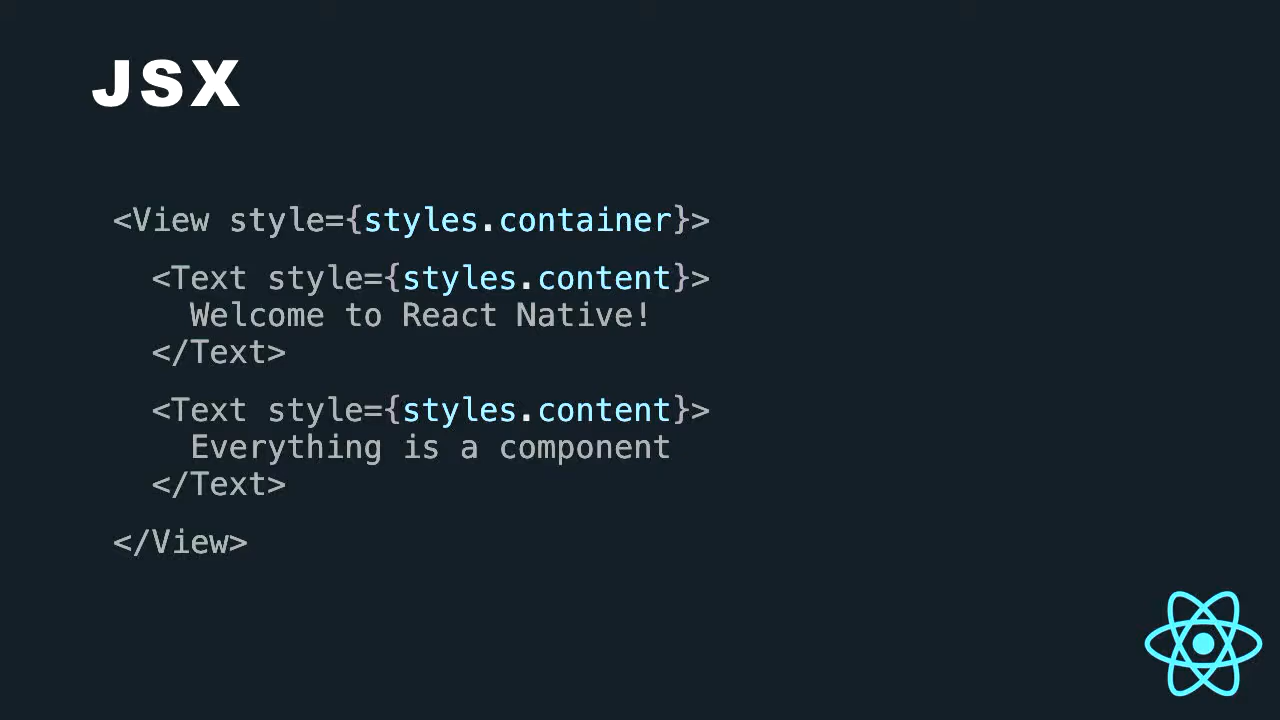 JSX
<View style={styles.container}>
<Text style={styles.content}>
Welcome to React Native!
</Text>
<Text style={styles.content}>
Everything is a component
</Text>
</View>